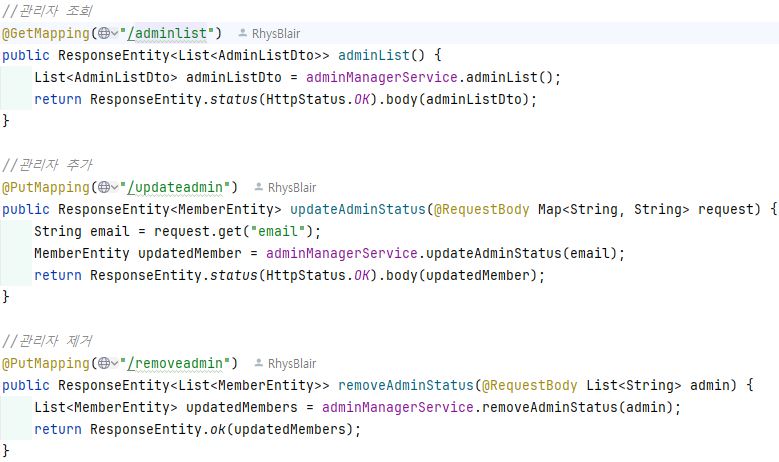 //관리자 조회
@GetMapping("/adminlist") RhysBlair
public ResponseEntity<List<AdminListDto>> adminList() {
    List<AdminListDto> adminListDto = adminManagerService.adminList();
    return ResponseEntity.status(HttpStatus.OK).body(adminListDto);
}
//관리자 추가
@PutMapping("/updateadmin") RhysBlair
public ResponseEntity<MemberEntity> updateAdminStatus(@RequestBody Map<String, String> request) {
    String email = request.get("email");
    MemberEntity updatedMember = adminManagerService.updateAdminStatus(email);
    return ResponseEntity.status(HttpStatus.OK).body(updatedMember);
}
//관리자 제거
@PutMapping("/removeadmin") RhysBlair
public ResponseEntity<List<MemberEntity>> removeAdminStatus(@RequestBody List<String> admin) {
    List<MemberEntity> updatedMembers = adminManagerService.removeAdminStatus(admin);
    return ResponseEntity.ok(updatedMembers);
}